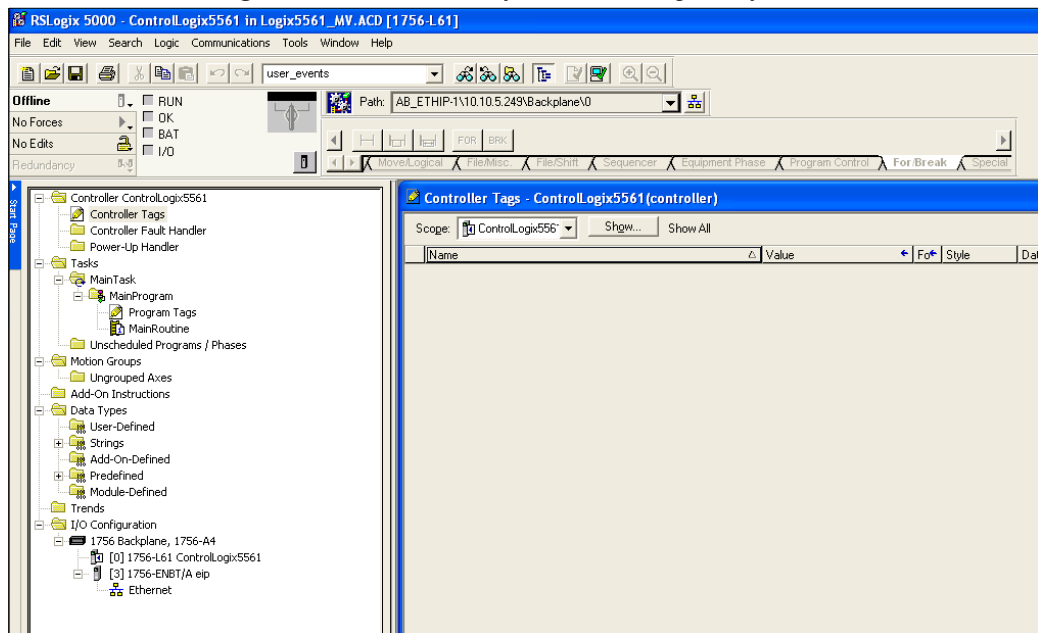 RSLogix 5000 - ControlLogix5561 in Logix5561_MV.ACD [1756-L61]
File Edit View Search Logic Communications Tools Window Help
user_events
Offline RUN
No Forces OK
No Edits BAT
Redundancy I/O
Path: AB_ETHIP-1\10.10.5.249\Backplane\0
FOR BRK
Move/Logical File/Misc. File/Shift Sequencer Equipment Phase Program Control For/Break Special
Start Page
Controller ControlLogix5561
Controller Tags
Controller Fault Handler
Power-Up Handler
Tasks
MainTask
MainProgram
Program Tags
MainRoutine
Unscheduled Programs / Phases
Motion Groups
Ungrouped Axes
Add-On Instructions
Data Types
User-Defined
Strings
Add-On-Defined
Predefined
Module-Defined
Trends
I/O Configuration
1756 Backplane, 1756-A4
[0] 1756-L61 ControlLogix5561
[3] 1756-ENBT/A eip
Ethernet
Controller Tags - ControlLogix5561(controller)
Scope: ControlLogix556 Show... Show All
Name Value Fo Style Dat